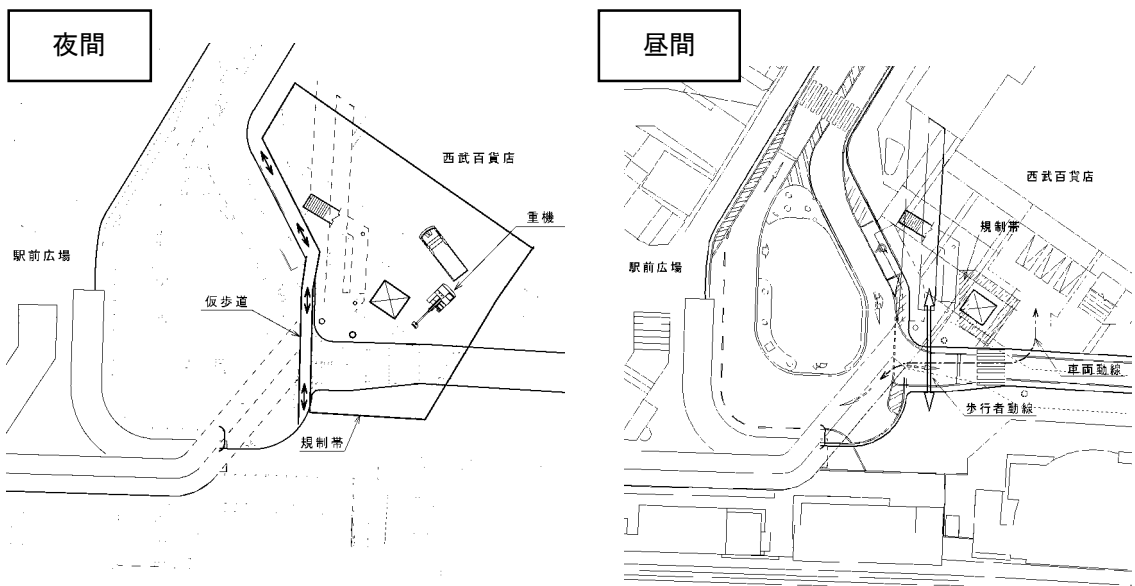 夜間
西武百貨店
重機
駅前広場
仮歩道
規制帯
昼間
西武百貨店
規制帯
駅前広場
車両動線
歩行者動線